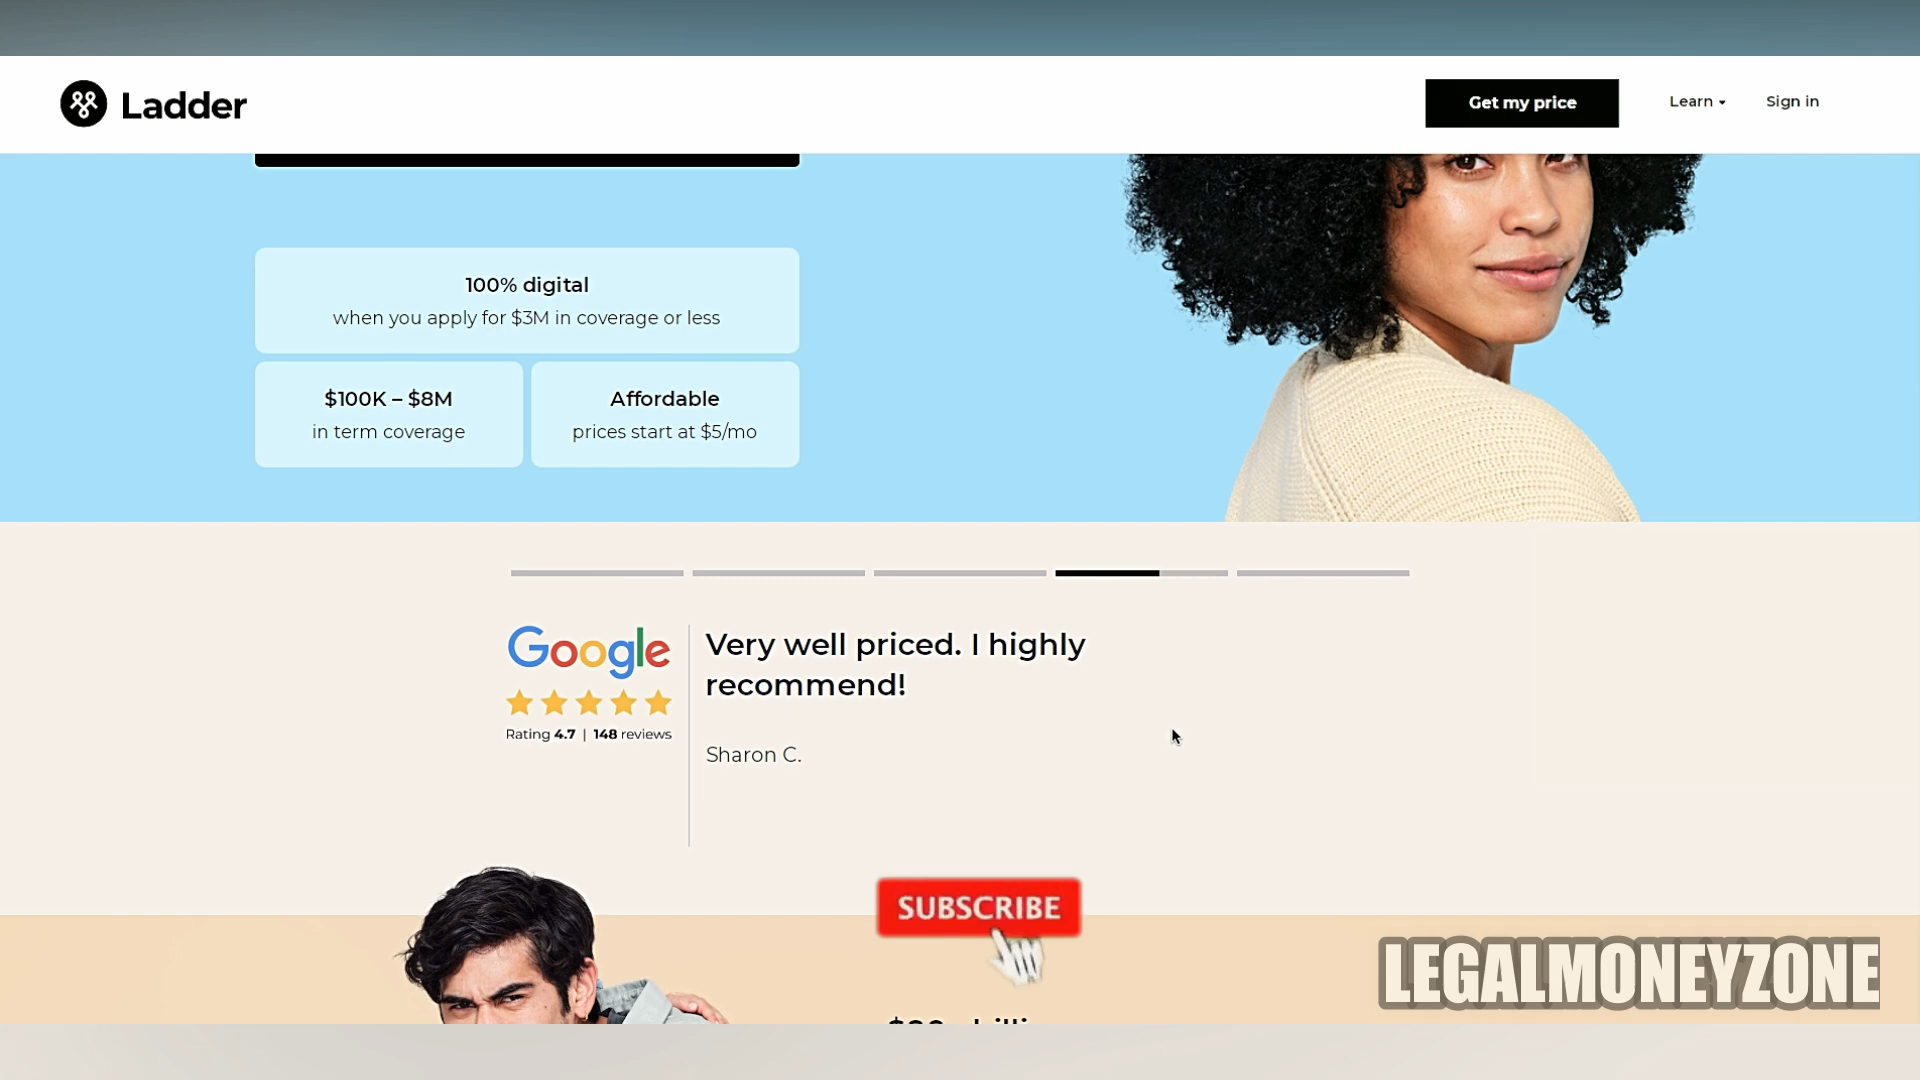 Ladder
Get my price
Learn
Sign in
100% digital
when you apply for $3M in coverage or less
$100K – $8M
in term coverage
Affordable
prices start at $5/mo
Google
Rating 4.7 | 148 reviews
Very well priced. I highly
recommend!
Sharon C.
SUBSCRIBE
LEGALMONEYZONE